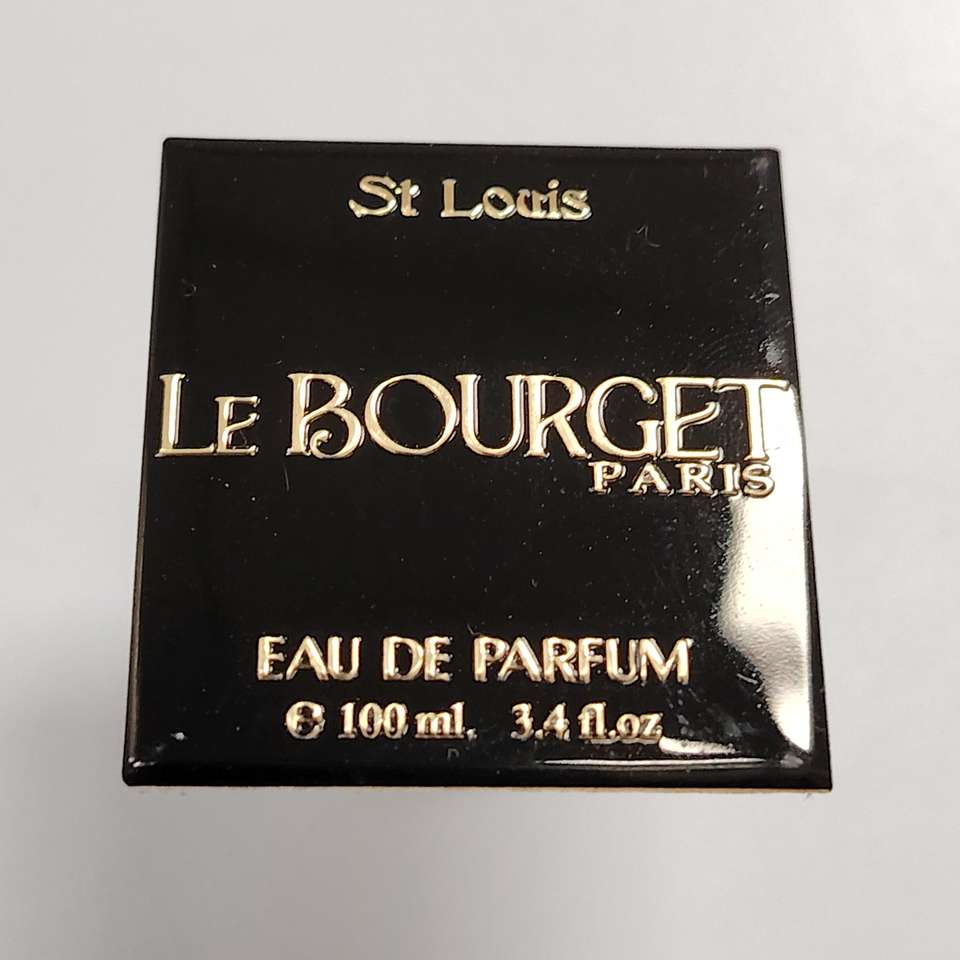 St Louis
LE BOURGET
PARIS
EAU DE PARFUM
℮ 100 ml. 3.4 fl.oz